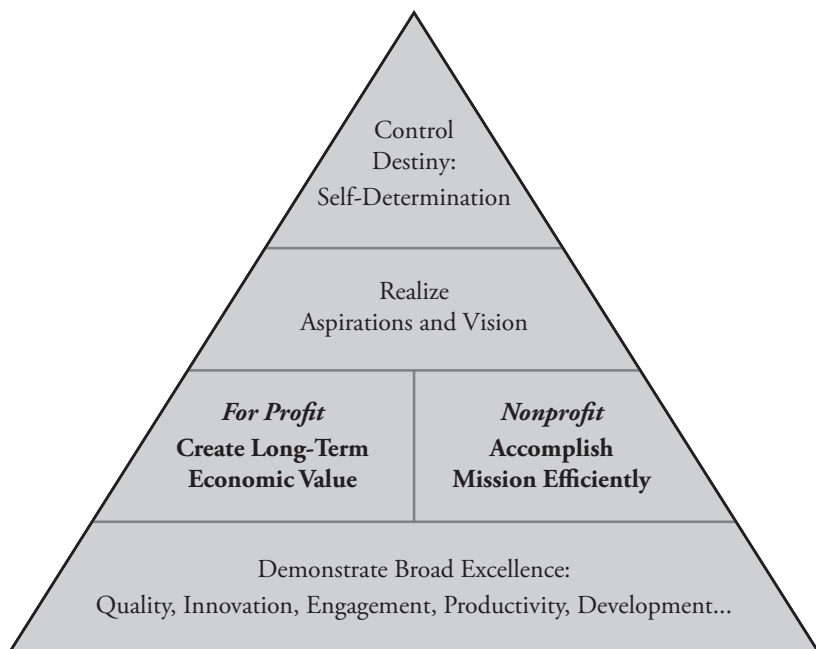 Control
Destiny:
Self-Determination
Realize
Aspirations and Vision
For Profit
Create Long-Term
Economic Value
Nonprofit
Accomplish
Mission Efficiently
Demonstrate Broad Excellence:
Quality, Innovation, Engagement, Productivity, Development...